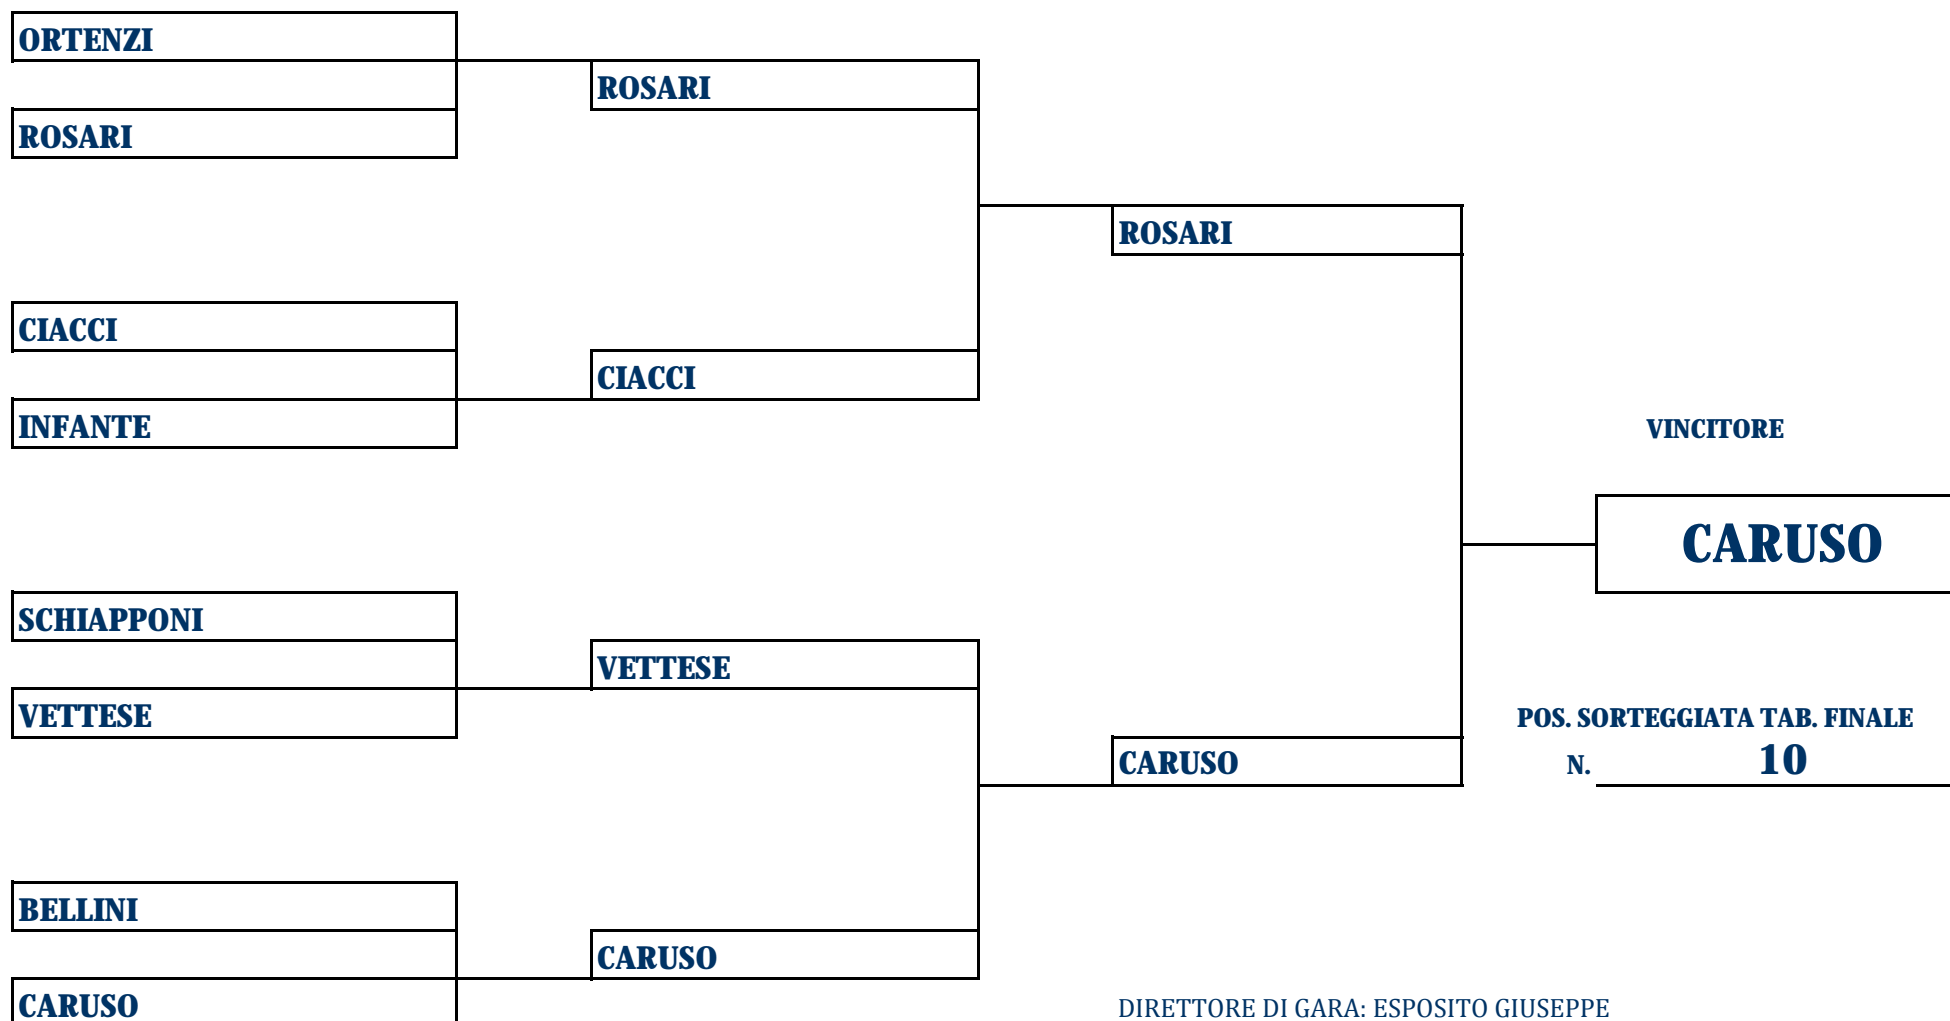 ORTENZI
ROSARI
ROSARI
ROSARI
CIACCI
CIACCI
INFANTE
VINCITORE
CARUSO
SCHIAPPONI
VETTESE
VETTESE
POS. SORTEGGIATA TAB. FINALE
CARUSO
N. 10
BELLINI
CARUSO
CARUSO
DIRETTORE DI GARA: ESPOSITO GIUSEPPE